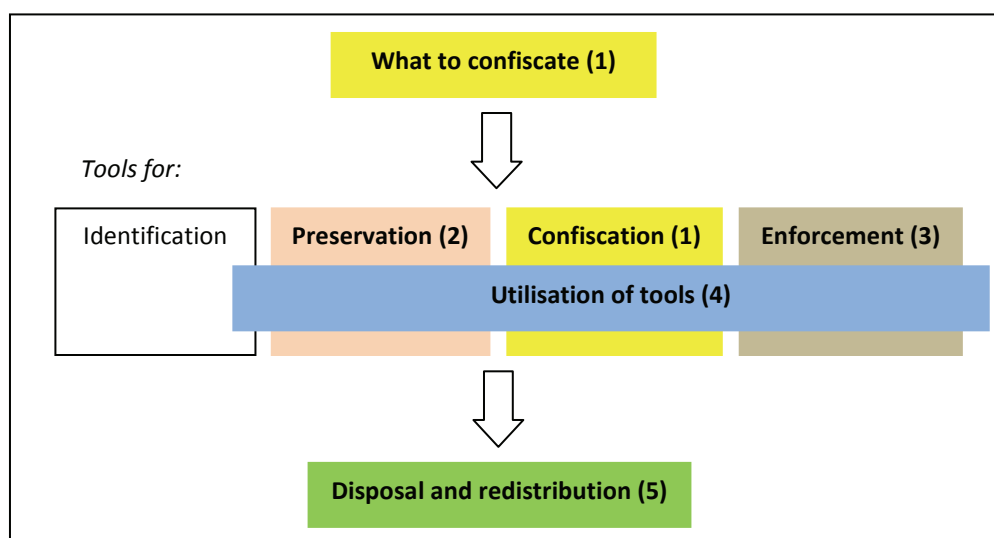 What to confiscate (1)
Tools for:
Identification
Preservation (2)
Confiscation (1)
Enforcement (3)
Utilisation of tools (4)
Disposal and redistribution (5)